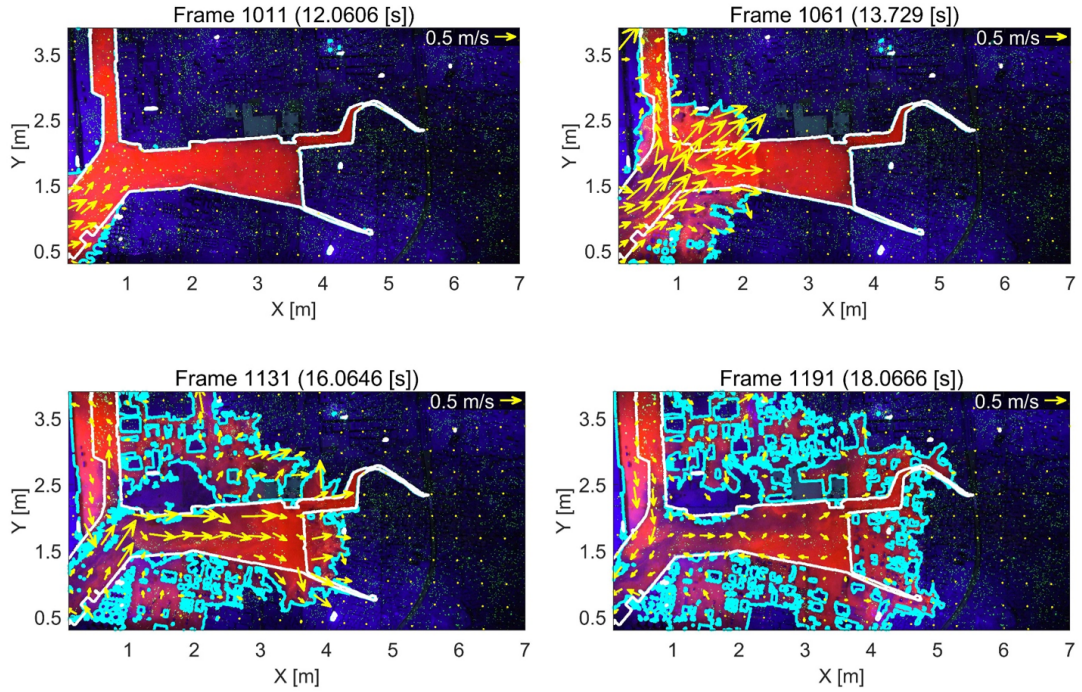 Frame 1011 (12.0606 [s])
0.5 m/s
3.5
2.5
1.5
0.5
Y [m]
1 2 3 4 5 6 7
X [m]
Frame 1061 (13.729 [s])
0.5 m/s
3.5
2.5
1.5
0.5
Y [m]
1 2 3 4 5 6 7
X [m]
Frame 1131 (16.0646 [s])
0.5 m/s
3.5
2.5
1.5
0.5
Y [m]
1 2 3 4 5 6 7
X [m]
Frame 1191 (18.0666 [s])
0.5 m/s
3.5
2.5
1.5
0.5
Y [m]
1 2 3 4 5 6 7
X [m]